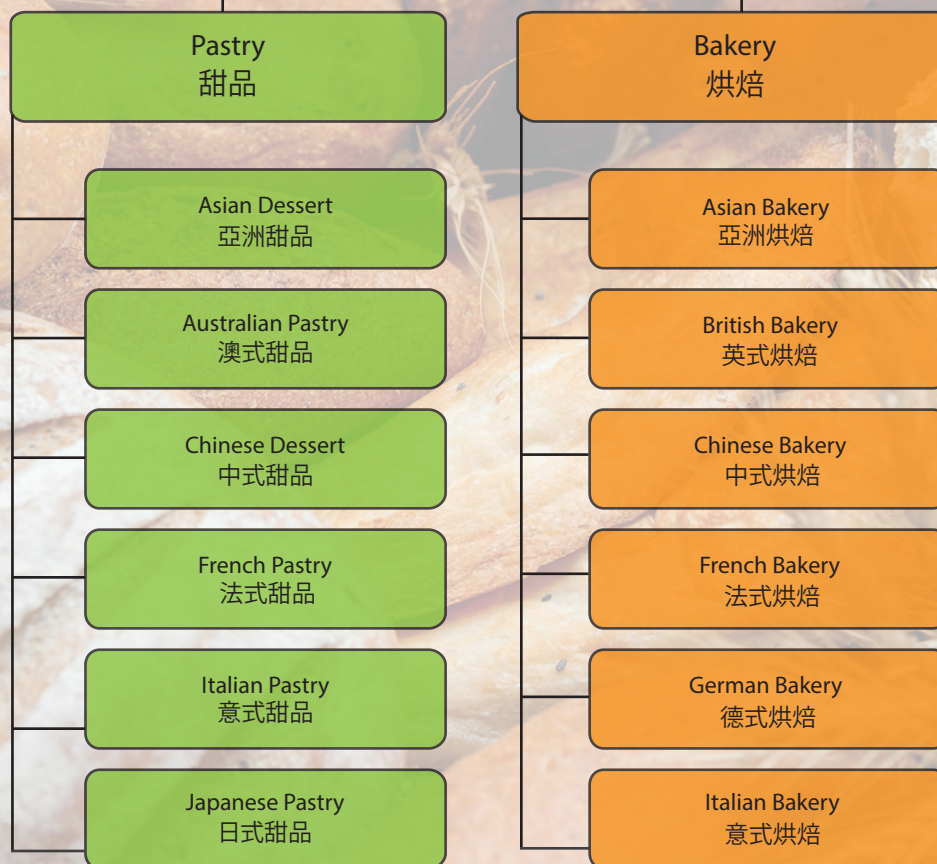 Pastry
甜品
Asian Dessert
亞洲甜品
Australian Pastry
澳式甜品
Chinese Dessert
中式甜品
French Pastry
法式甜品
Italian Pastry
意式甜品
Japanese Pastry
日式甜品
Bakery
烘焙
Asian Bakery
亞洲烘焙
British Bakery
英式烘焙
Chinese Bakery
中式烘焙
French Bakery
法式烘焙
German Bakery
德式烘焙
Italian Bakery
意式烘焙